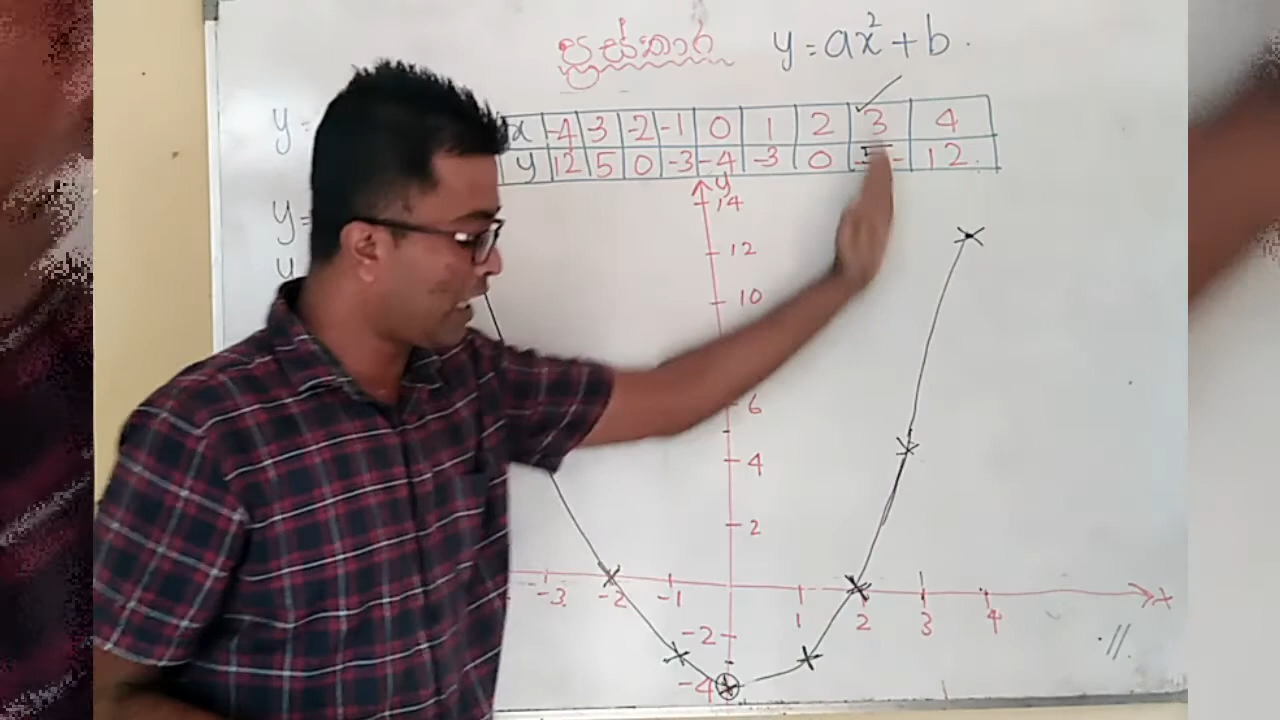 ප්‍රස්තාර y=ax²+b.
y=
x -4 3 -2 -1 0 1 2 3 4
y 12 5 0 -3 -4 -3 0 12
y=
y
y
14
12
10
6
4
2
-3 -2 -1 1 2 3 4 x
-2
-4